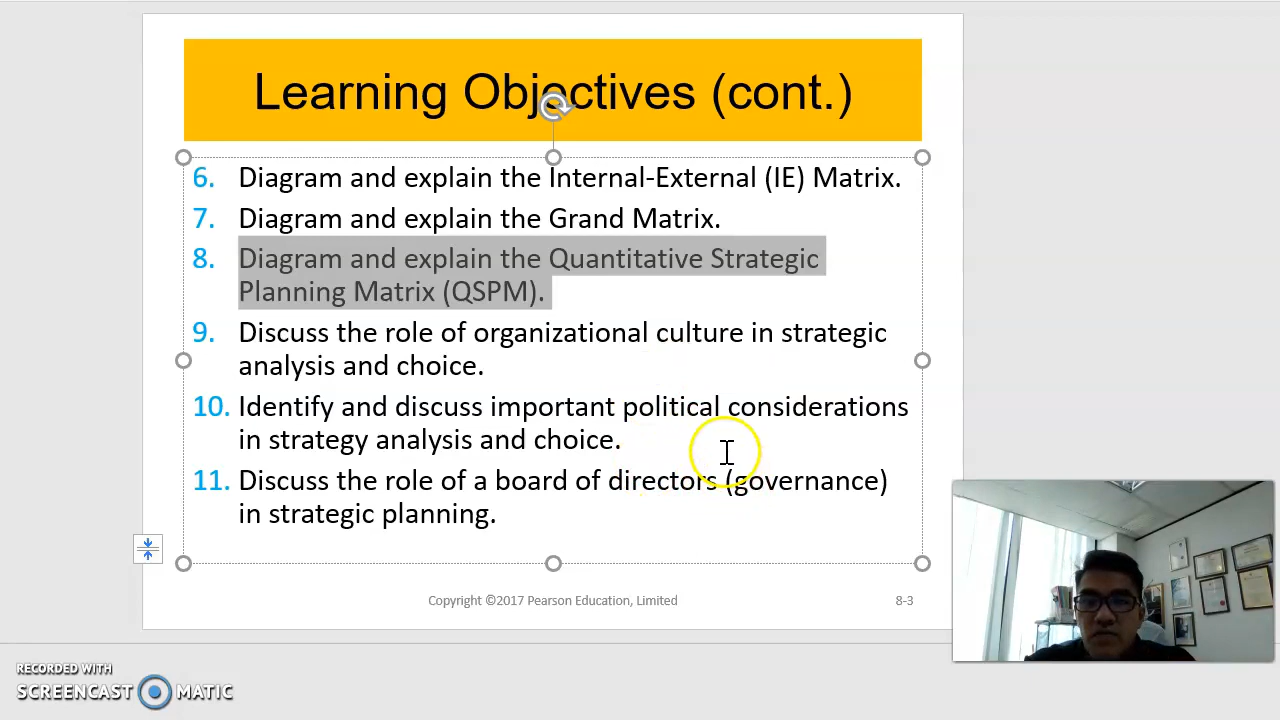 Learning Objectives (cont.)
6. Diagram and explain the Internal-External (IE) Matrix.
7. Diagram and explain the Grand Matrix.
8. Diagram and explain the Quantitative Strategic
Planning Matrix (QSPM).
9. Discuss the role of organizational culture in strategic
analysis and choice.
10. Identify and discuss important political considerations
in strategy analysis and choice.
11. Discuss the role of a board of directors (governance)
in strategic planning.
Copyright ©2017 Pearson Education, Limited
8-3
RECORDED WITH
SCREENCAST MATIC